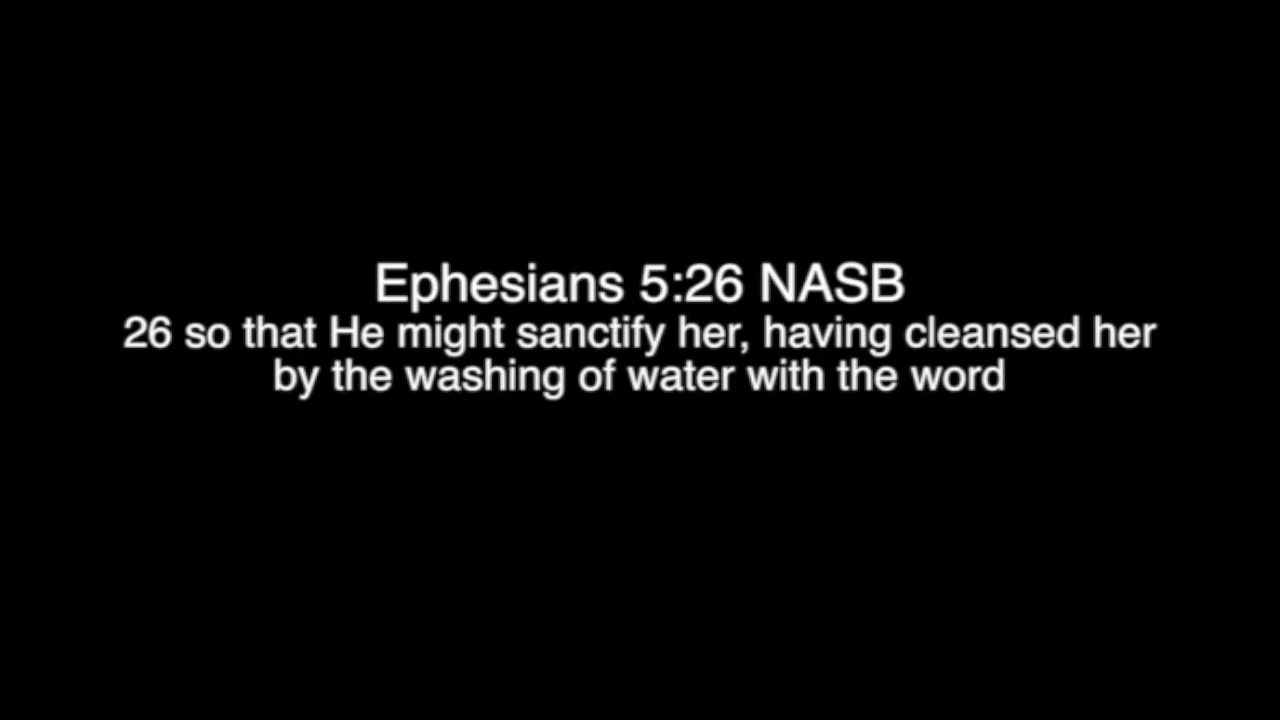 Ephesians 5:26 NASB
26 so that He might sanctify her, having cleansed her
by the washing of water with the word